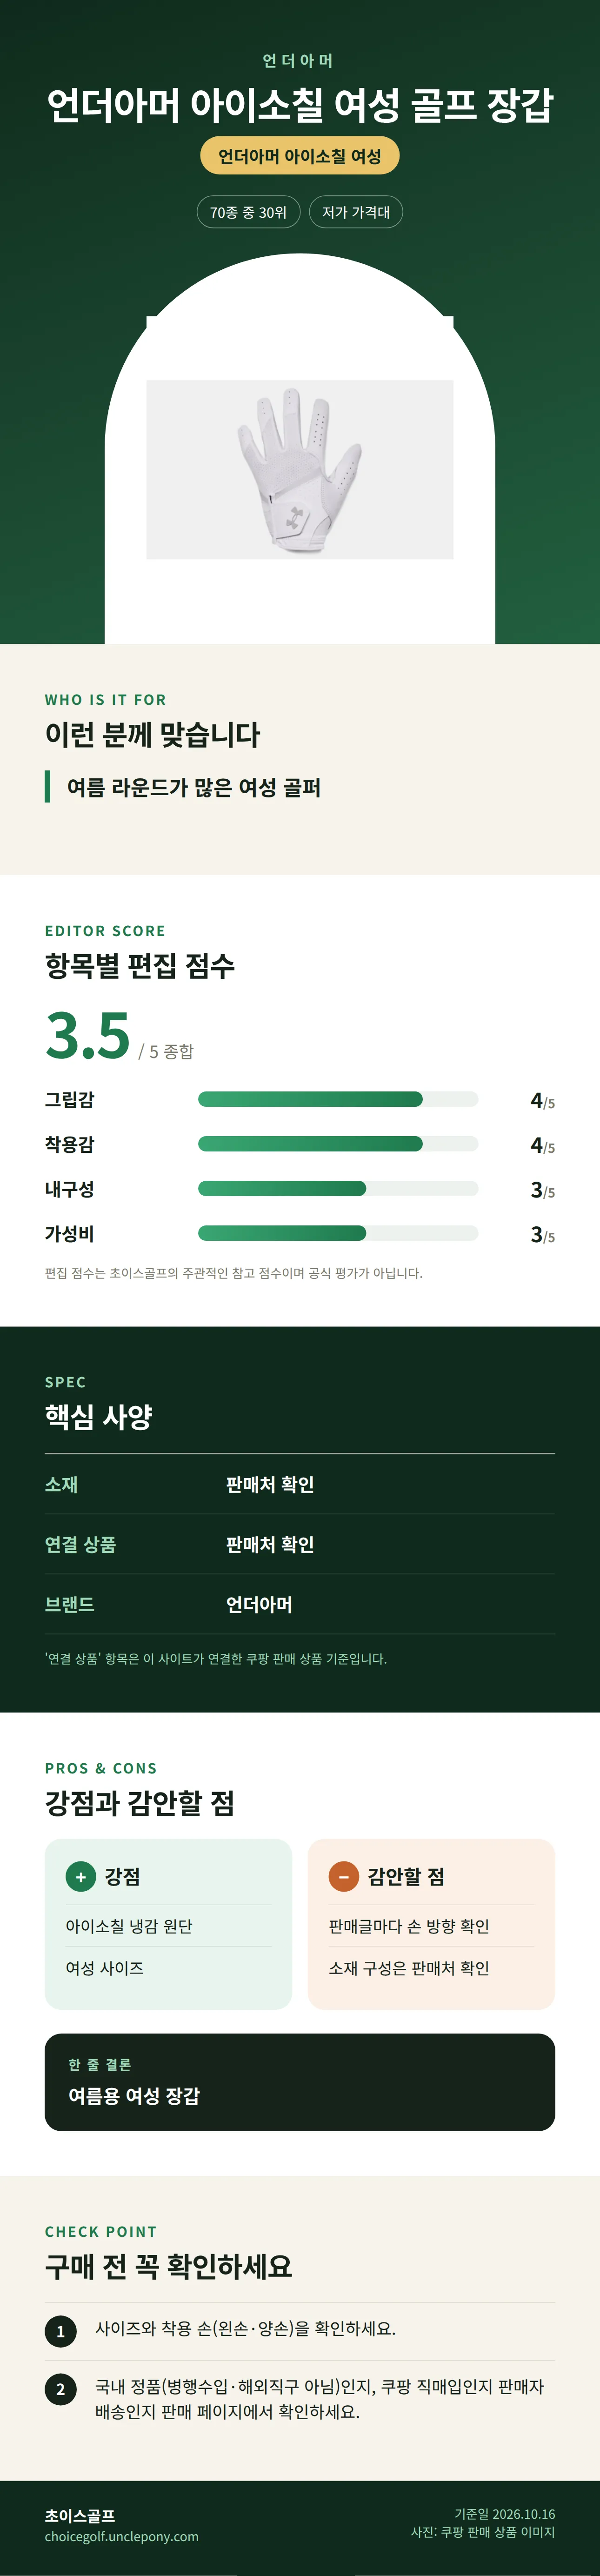 언더아머
언더아머 아이소칠 여성 골프 장갑
언더아머 아이소칠 여성
70종 중 30위
저가 가격대
WHO IS IT FOR
이런 분께 맞습니다
여름 라운드가 많은 여성 골퍼
EDITOR SCORE
항목별 편집 점수
3.5 / 5 종합
그립감 4/5
착용감 4/5
내구성 3/5
가성비 3/5
편집 점수는 초이스골프의 주관적인 참고 점수이며 공식 평가가 아닙니다.
SPEC
핵심 사양
소재 판매처 확인
연결 상품 판매처 확인
브랜드 언더아머
'연결 상품' 항목은 이 사이트가 연결한 쿠팡 판매 상품 기준입니다.
PROS & CONS
강점과 감안할 점
+ 강점
아이소칠 냉감 원단
여성 사이즈
− 감안할 점
판매글마다 손 방향 확인
소재 구성은 판매처 확인
한 줄 결론
여름용 여성 장갑
CHECK POINT
구매 전 꼭 확인하세요
1 사이즈와 착용 손(왼손·양손)을 확인하세요.
2 국내 정품(병행수입·해외직구 아님)인지, 쿠팡 직매입인지 판매자
배송인지 판매 페이지에서 확인하세요.
초이스골프
choicegolf.unclepony.com
기준일 2026.10.16
사진: 쿠팡 판매 상품 이미지